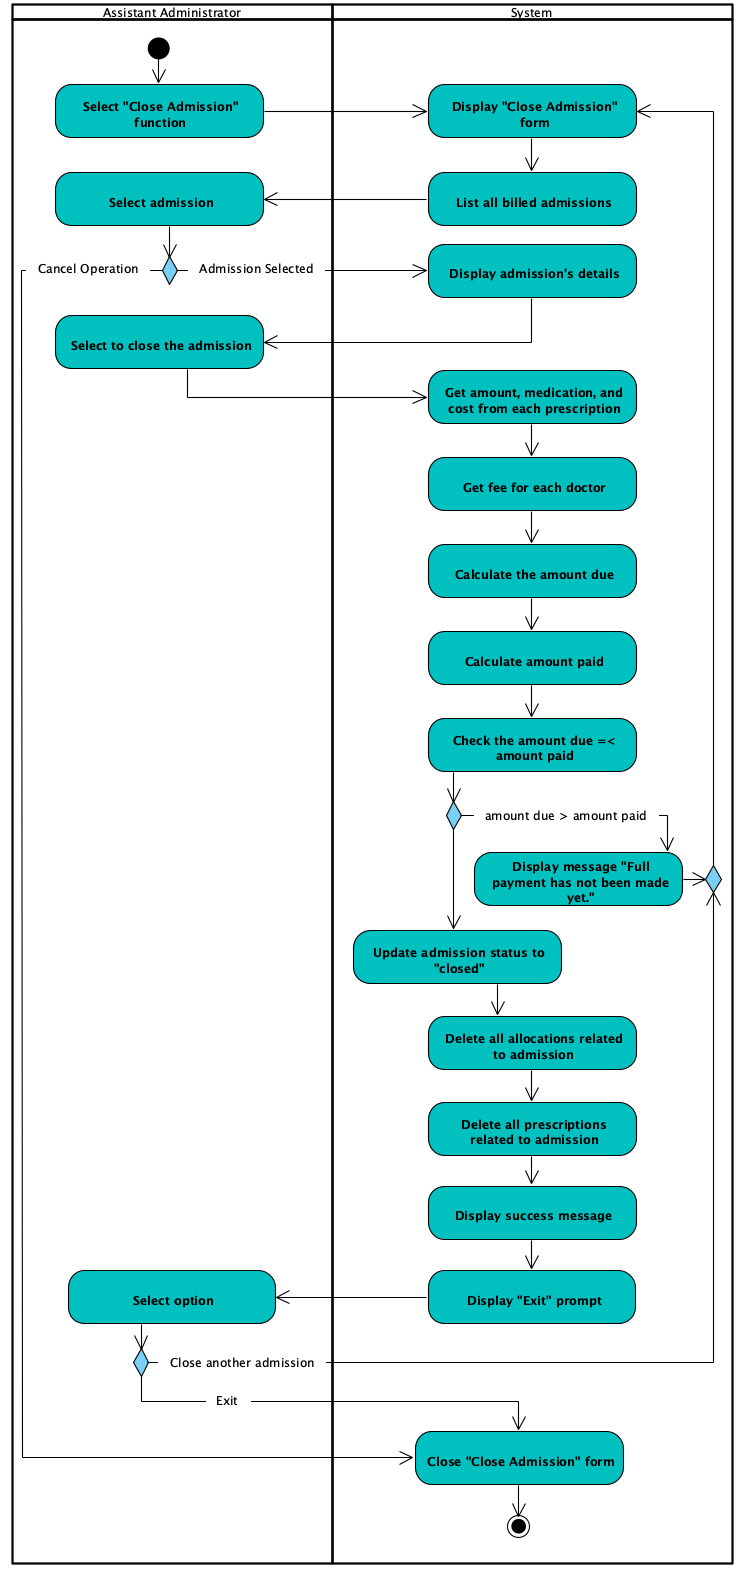 Assistant Administrator
System
Select "Close Admission"
function
Display "Close Admission"
form
Select admission
List all billed admissions
Cancel Operation
Admission Selected
Display admission's details
Select to close the admission
Get amount, medication, and
cost from each prescription
Get fee for each doctor
Calculate the amount due
Calculate amount paid
Check the amount due =<
amount paid
amount due > amount paid
Display message "Full
payment has not been made
yet."
Update admission status to
"closed"
Delete all allocations related
to admission
Delete all prescriptions
related to admission
Display success message
Select option
Display "Exit" prompt
Close another admission
Exit
Close "Close Admission" form